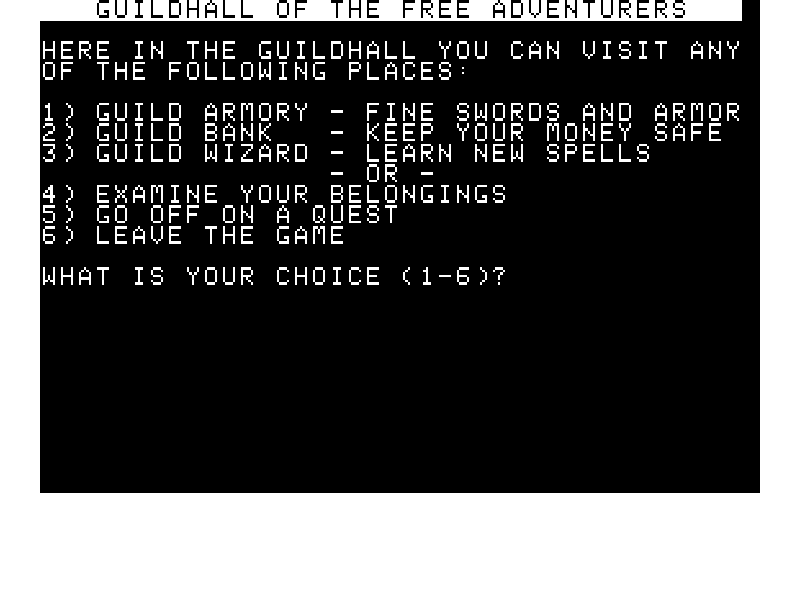 GUILDHALL OF THE FREE ADVENTURERS
HERE IN THE GUILDHALL YOU CAN VISIT ANY
OF THE FOLLOWING PLACES:
1) GUILD ARMORY - FINE SWORDS AND ARMOR
2) GUILD BANK - KEEP YOUR MONEY SAFE
3) GUILD WIZARD - LEARN NEW SPELLS
- OR -
4) EXAMINE YOUR BELONGINGS
5) GO OFF ON A QUEST
6) LEAVE THE GAME
WHAT IS YOUR CHOICE (1-6)?